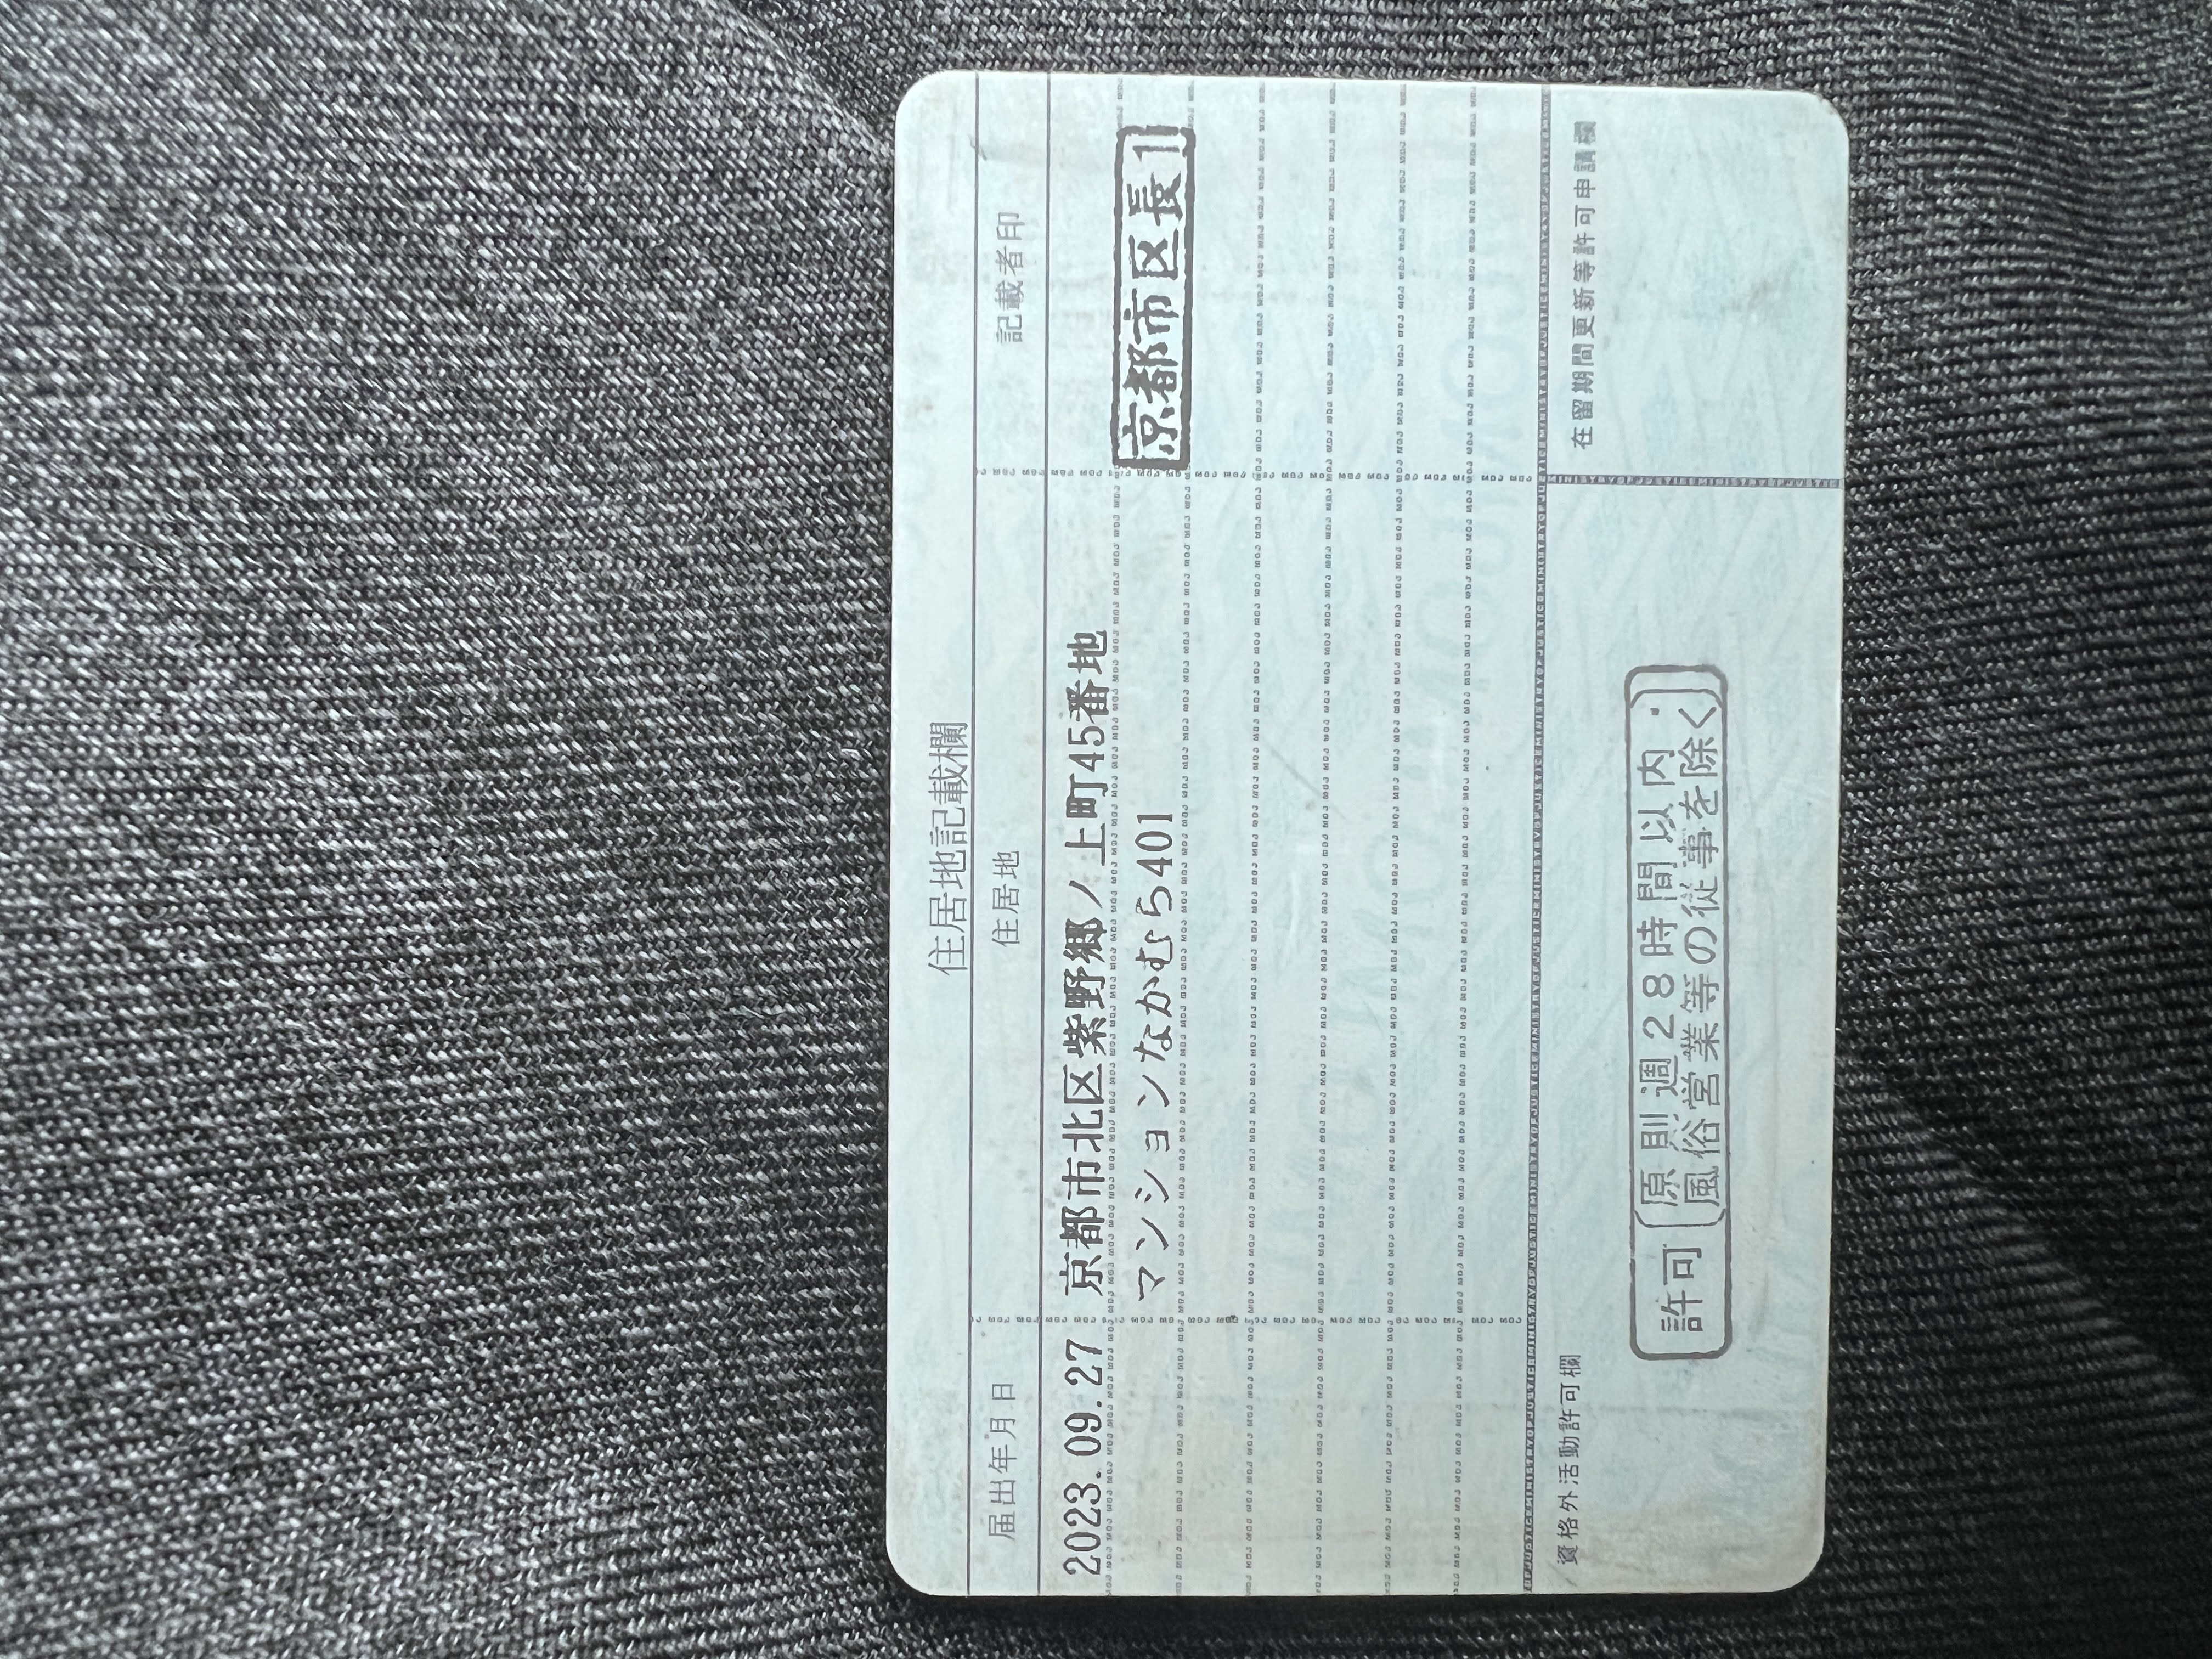 住居地記載欄
届出年月日 住居地 記載者印
2023.09.27 京都市北区紫野郷ノ上町45番地
マンションなかむら401 京都市区長1
資格外活動許可欄 在留期間更新等許可申請欄
許可 原則週28時間以内・
風俗営業等の従事を除く